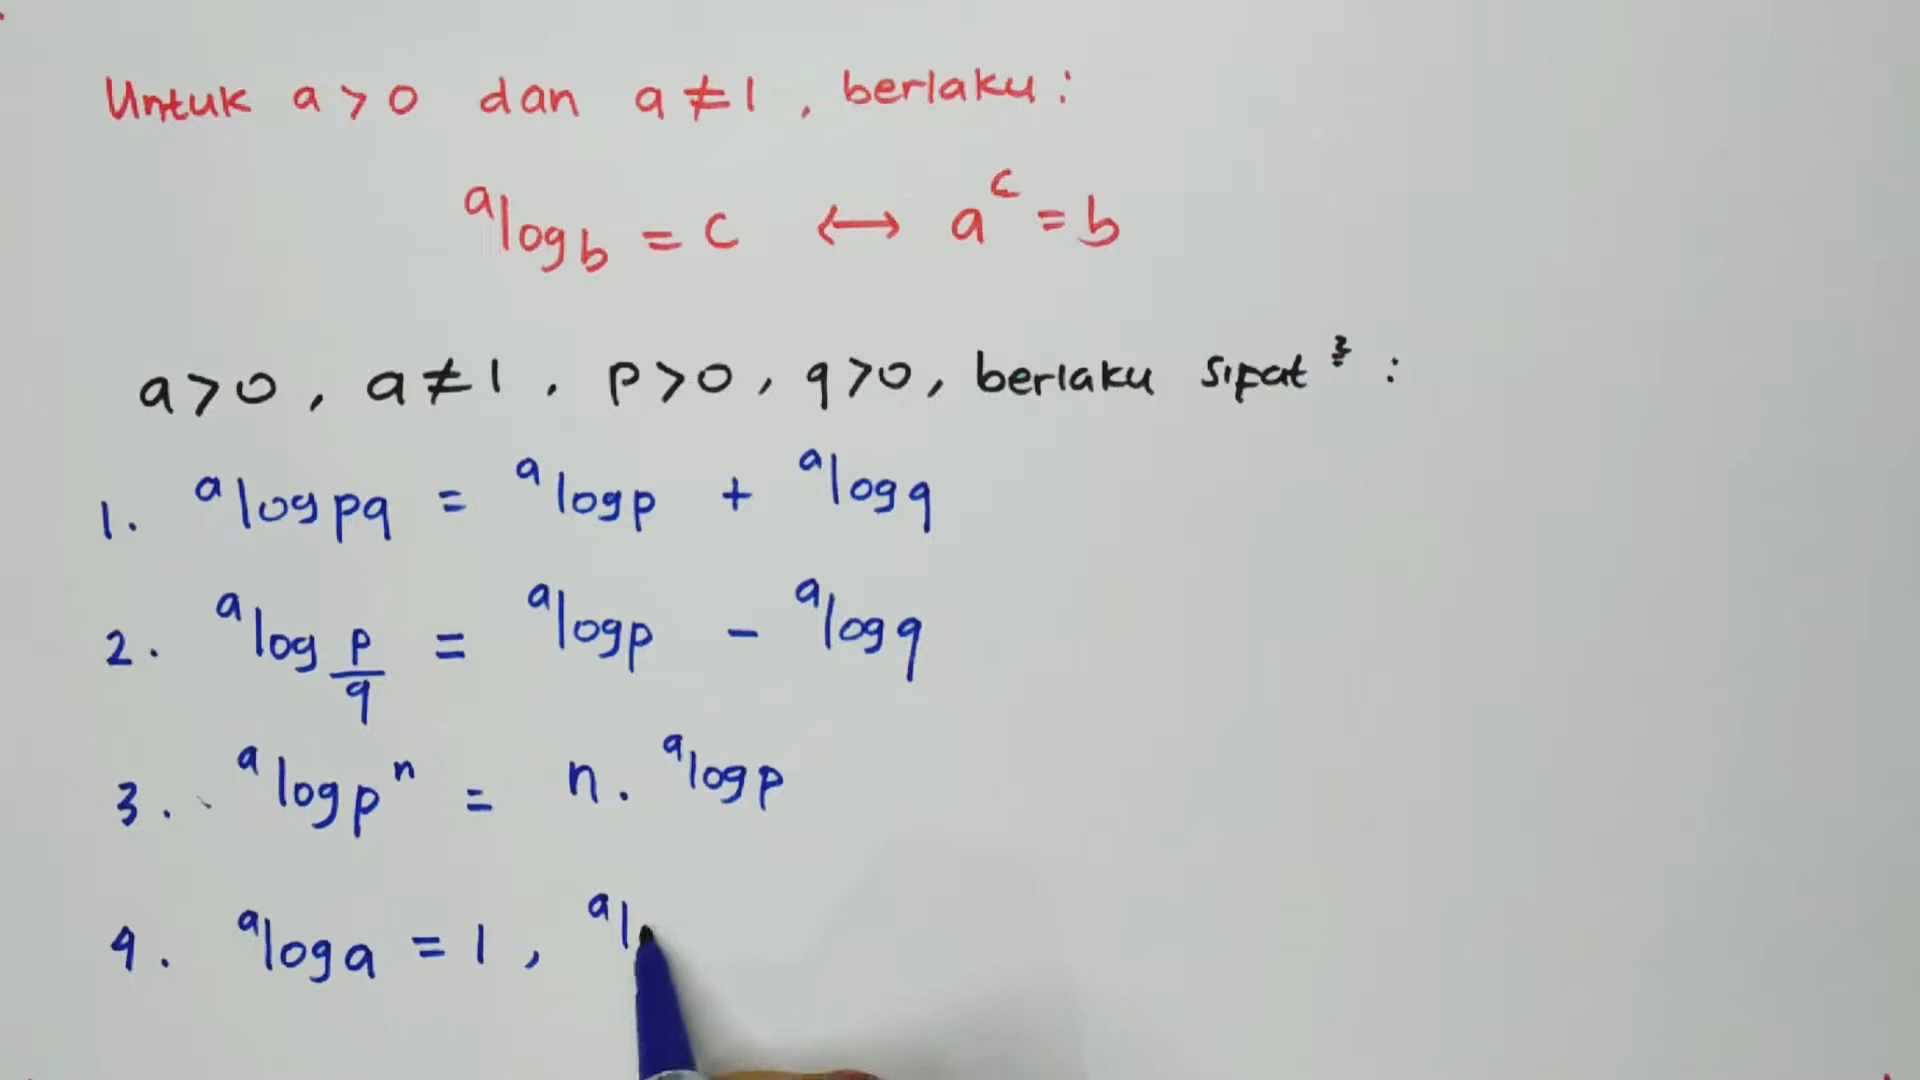 Untuk a > 0 dan a ≠ 1, berlaku:
ᵃlog b = c ↔ aᶜ = b
a > 0, a ≠ 1, p > 0, q > 0, berlaku sifat²:
1. ᵃlog pq = ᵃlog p + ᵃlog q
2. ᵃlog p/q = ᵃlog p - ᵃlog q
3. ᵃlog pⁿ = n. ᵃlog p
4. ᵃlog a = 1, ᵃl